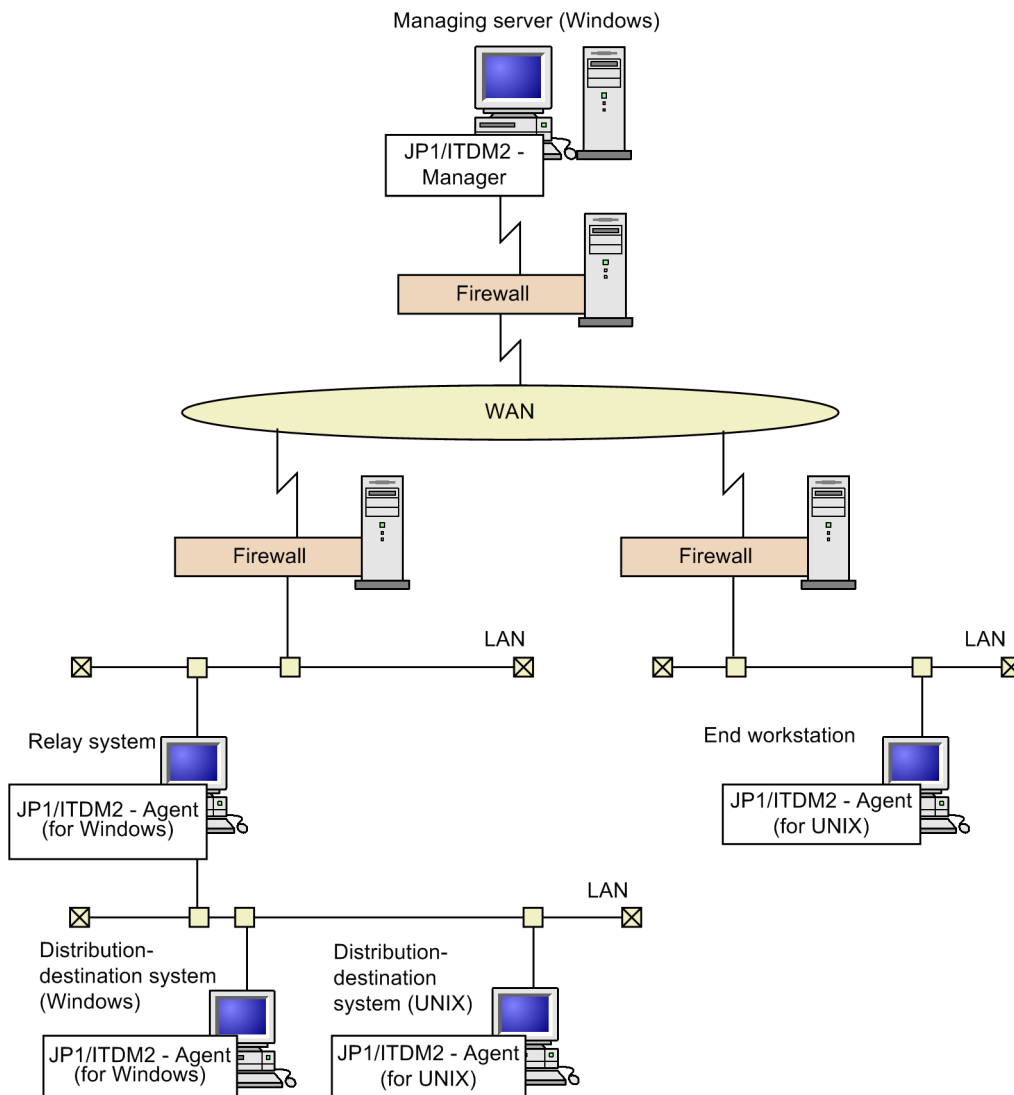 Managing server (Windows)
JP1/ITDM2 -
Manager
Firewall
WAN
Firewall
Firewall
LAN
LAN
Relay system
End workstation
JP1/ITDM2 - Agent
(for Windows)
JP1/ITDM2 - Agent
(for UNIX)
LAN
Distribution-
destination system
(Windows)
Distribution-
destination
system (UNIX)
JP1/ITDM2 - Agent
(for Windows)
JP1/ITDM2 - Agent
(for UNIX)